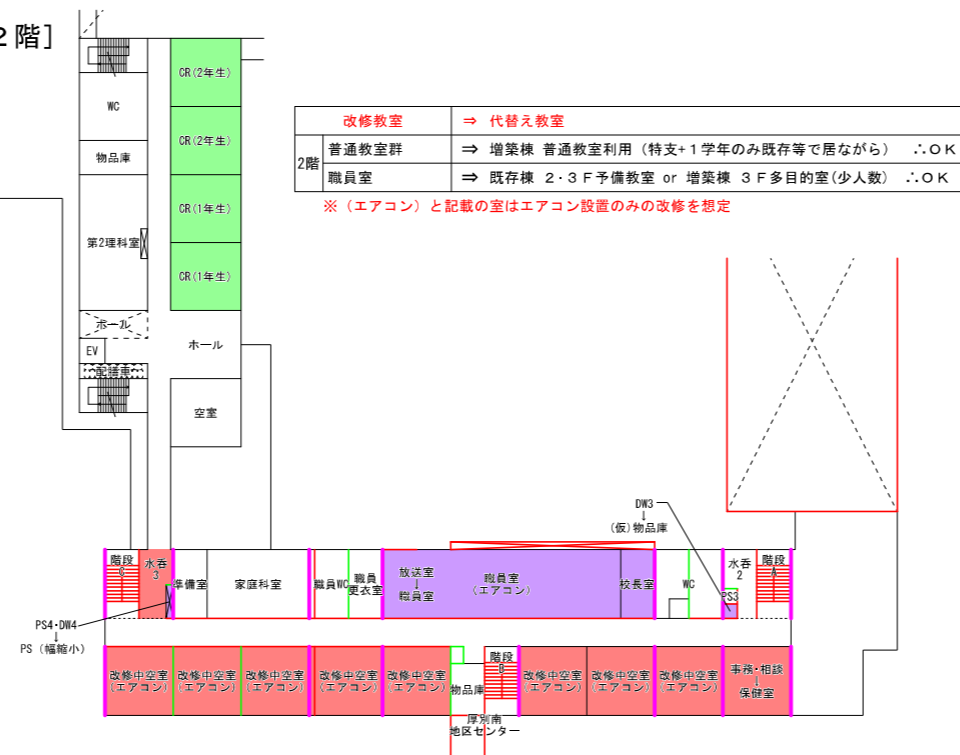 ２階］
CR(2年生)
WC
CR(2年生)
物品庫
CR(1年生)
第2理科室
CR(1年生)
ホール
ホール
EV
配膳車
空室
改修教室 ⇒ 代替え教室
2階
普通教室群 ⇒ 増築棟 普通教室利用（特支+１学年のみ既存等で居ながら） ∴ＯＫ
職員室 ⇒ 既存棟 ２･３Ｆ予備教室 or 増築棟 ３Ｆ多目的室(少人数) ∴ＯＫ
※（エアコン）と記載の室はエアコン設置のみの改修を想定
DW3
↓
(仮)物品庫
階段
C
水呑
3
準備室
家庭科室
職員WC
職員
更衣室
放送室
↓
職員室
職員室
(エアコン)
校長室
WC
水呑
2
PS3
階段
A
PS4・DW4
↓
PS（幅縮小）
改修中空室
(エアコン)
改修中空室
(エアコン)
改修中空室
(エアコン)
改修中空室
(エアコン)
改修中空室
(エアコン)
物品庫
階段
B
改修中空室
(エアコン)
改修中空室
(エアコン)
改修中空室
(エアコン)
事務・相談
↓
保健室
厚別南
地区センター